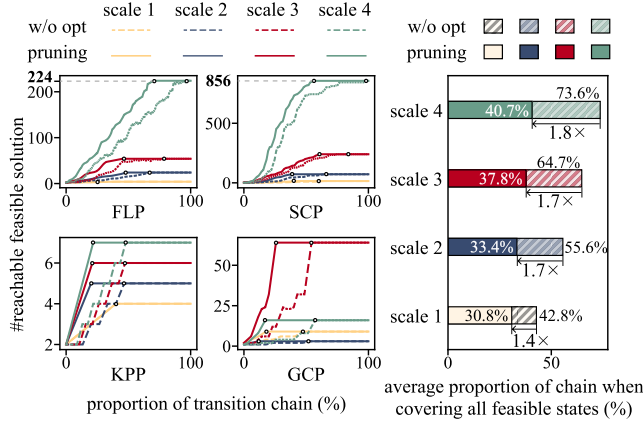 scale 1 scale 2 scale 3 scale 4
w/o opt
pruning
#reachable feasible solution
224
200
100
0
FLP
856
500
0
0 100
SCP
6
4
2
0 100
KPP
60
40
20
0
0 100
GCP
proportion of transition chain (%)
w/o opt
pruning
scale 4
40.7%
73.6%
1.8×
scale 3
37.8%
64.7%
1.7×
scale 2
33.4%
55.6%
1.7×
scale 1
30.8%
42.8%
1.4×
0 50
average proportion of chain when
covering all feasible states (%)